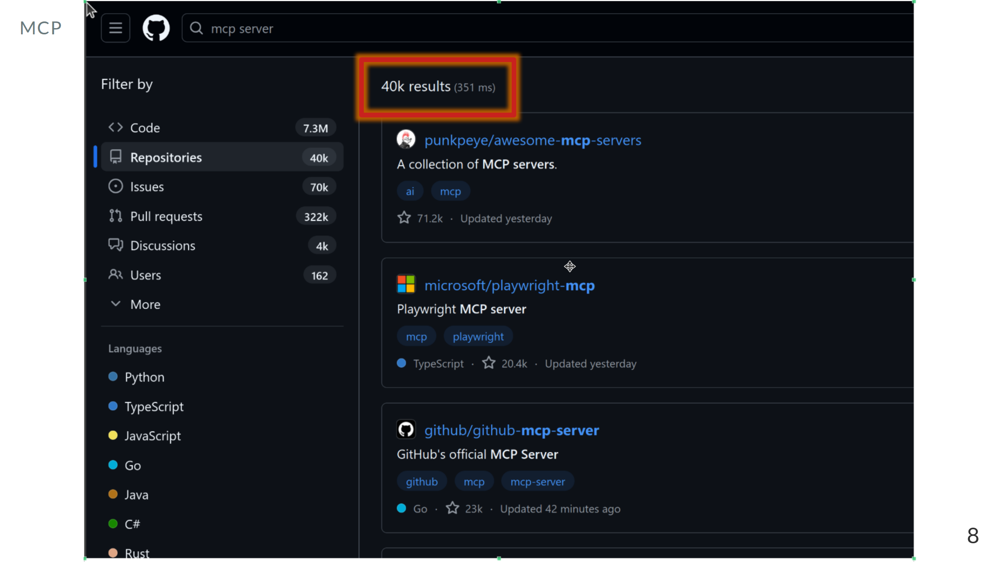 MCP
mcp server
Filter by
Code 7.3M
Repositories 40k
Issues 70k
Pull requests 322k
Discussions 4k
Users 162
More
Languages
Python
TypeScript
JavaScript
Go
Java
C#
Rust
40k results (351 ms)
punkpeye/awesome-mcp-servers
A collection of MCP servers.
ai mcp
71.2k · Updated yesterday
microsoft/playwright-mcp
Playwright MCP server
mcp playwright
TypeScript · 20.4k · Updated yesterday
github/github-mcp-server
GitHub's official MCP Server
github mcp mcp-server
Go · 23k · Updated 42 minutes ago
8